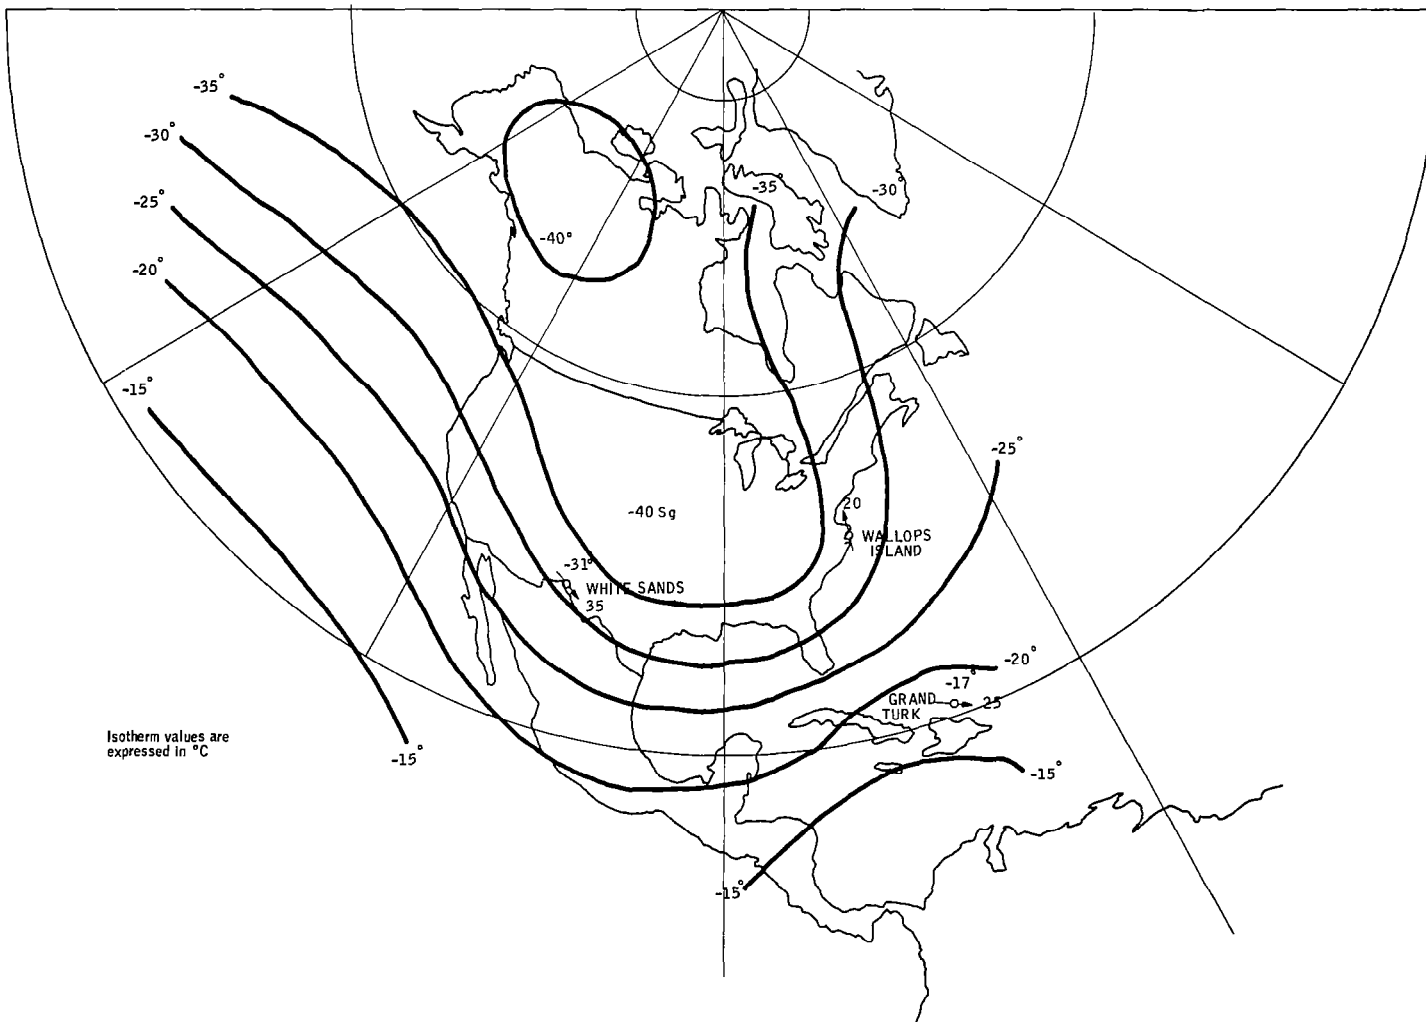 -35°
-30°
-25°
-20°
-15°
-40°
-35°
-30°
-25°
-40 Sg
20
WALLOPS
ISLAND
-31°
WHITE SANDS
35
-20°
-17°
GRAND
TURK
25
Isotherm values are
expressed in °C
-15°
-15°
-15°